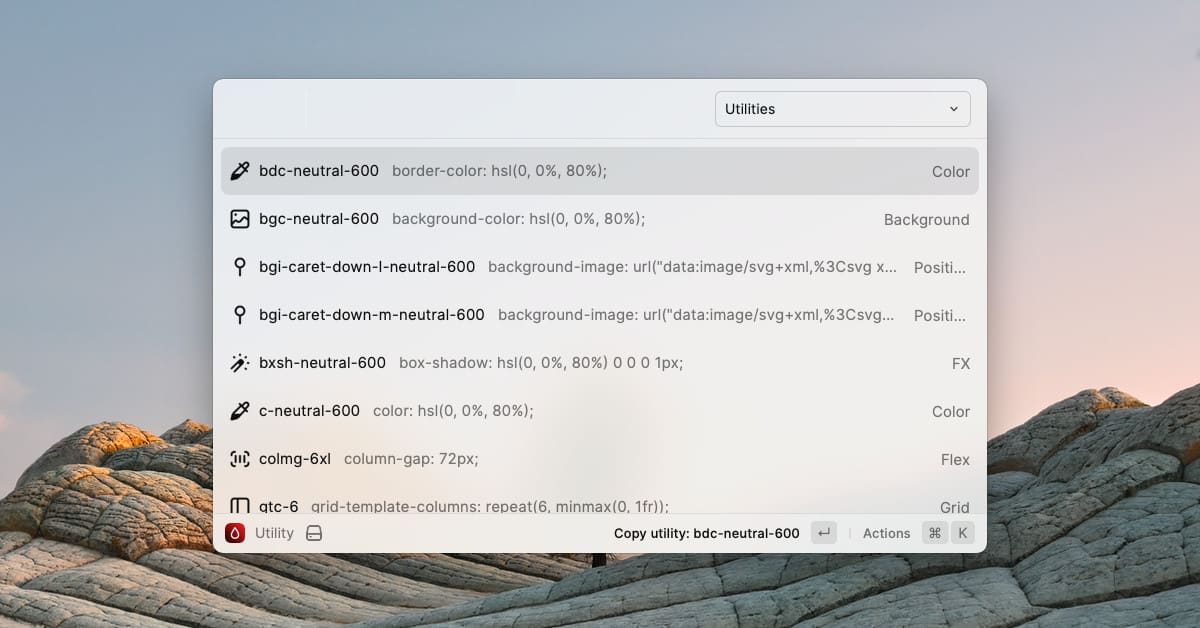 Utilities
bdc-neutral-600 border-color: hsl(0, 0%, 80%); Color
bgc-neutral-600 background-color: hsl(0, 0%, 80%); Background
bgi-caret-down-l-neutral-600 background-image: url("data:image/svg+xml,%3Csvg x... Positi...
bgi-caret-down-m-neutral-600 background-image: url("data:image/svg+xml,%3Csvg... Positi...
bxsh-neutral-600 box-shadow: hsl(0, 0%, 80%) 0 0 0 1px; FX
c-neutral-600 color: hsl(0, 0%, 80%); Color
colmg-6xl column-gap: 72px; Flex
gtc-6 grid-template-columns: repeat(6, minmax(0, 1fr)); Grid
Utility Copy utility: bdc-neutral-600 ↵ Actions ⌘ K